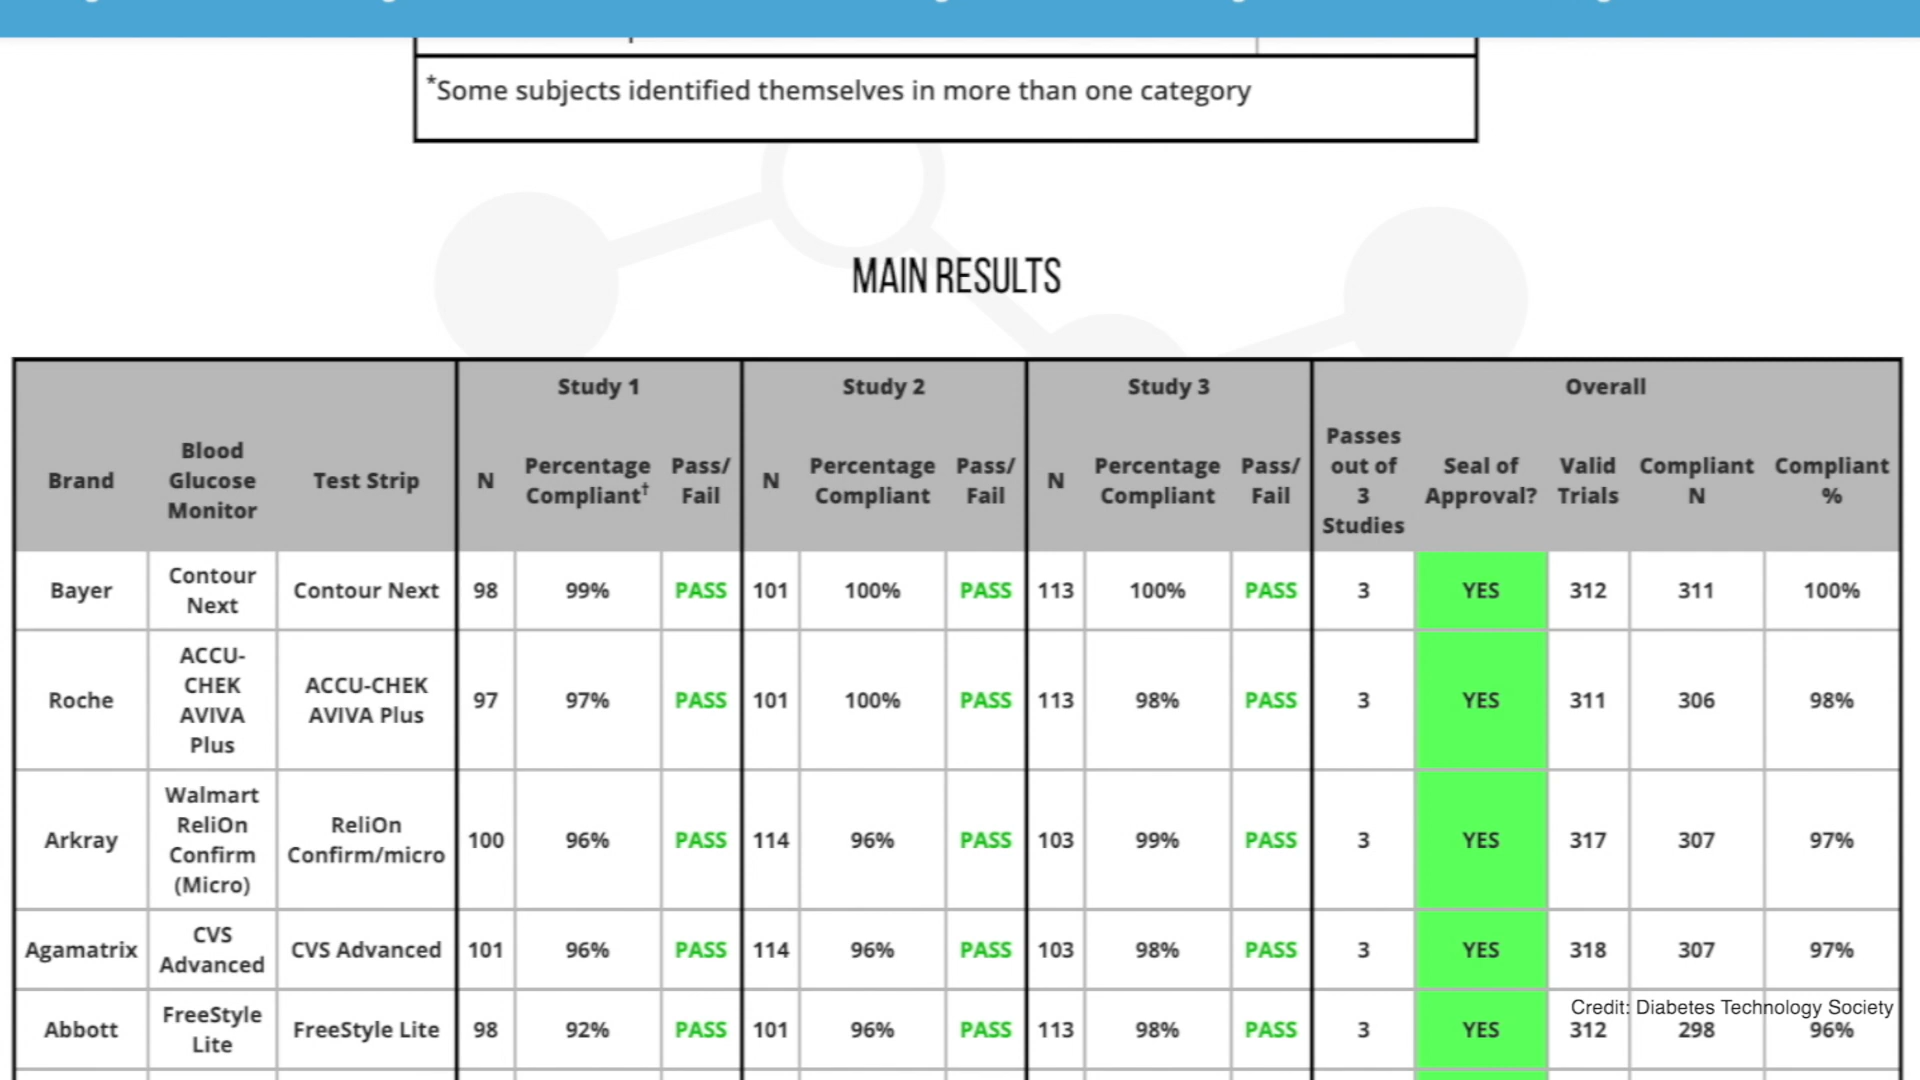 *Some subjects identified themselves in more than one category
MAIN RESULTS
Study 1 Study 2 Study 3 Overall
Brand Blood Glucose Monitor Test Strip N Percentage Compliant† Pass/ Fail N Percentage Compliant Pass/ Fail N Percentage Compliant Pass/ Fail Passes out of 3 Studies Seal of Approval? Valid Trials Compliant N Compliant %
Bayer Contour Next Contour Next 98 99% PASS 101 100% PASS 113 100% PASS 3 YES 312 311 100%
Roche ACCU-CHEK AVIVA Plus ACCU-CHEK AVIVA Plus 97 97% PASS 101 100% PASS 113 98% PASS 3 YES 311 306 98%
Arkray Walmart ReliOn Confirm (Micro) ReliOn Confirm/micro 100 96% PASS 114 96% PASS 103 99% PASS 3 YES 317 307 97%
Agamatrix CVS Advanced CVS Advanced 101 96% PASS 114 96% PASS 103 98% PASS 3 YES 318 307 97%
Credit: Diabetes Technology Society
Abbott FreeStyle Lite FreeStyle Lite 98 92% PASS 101 96% PASS 113 98% PASS 3 YES 312 298 96%